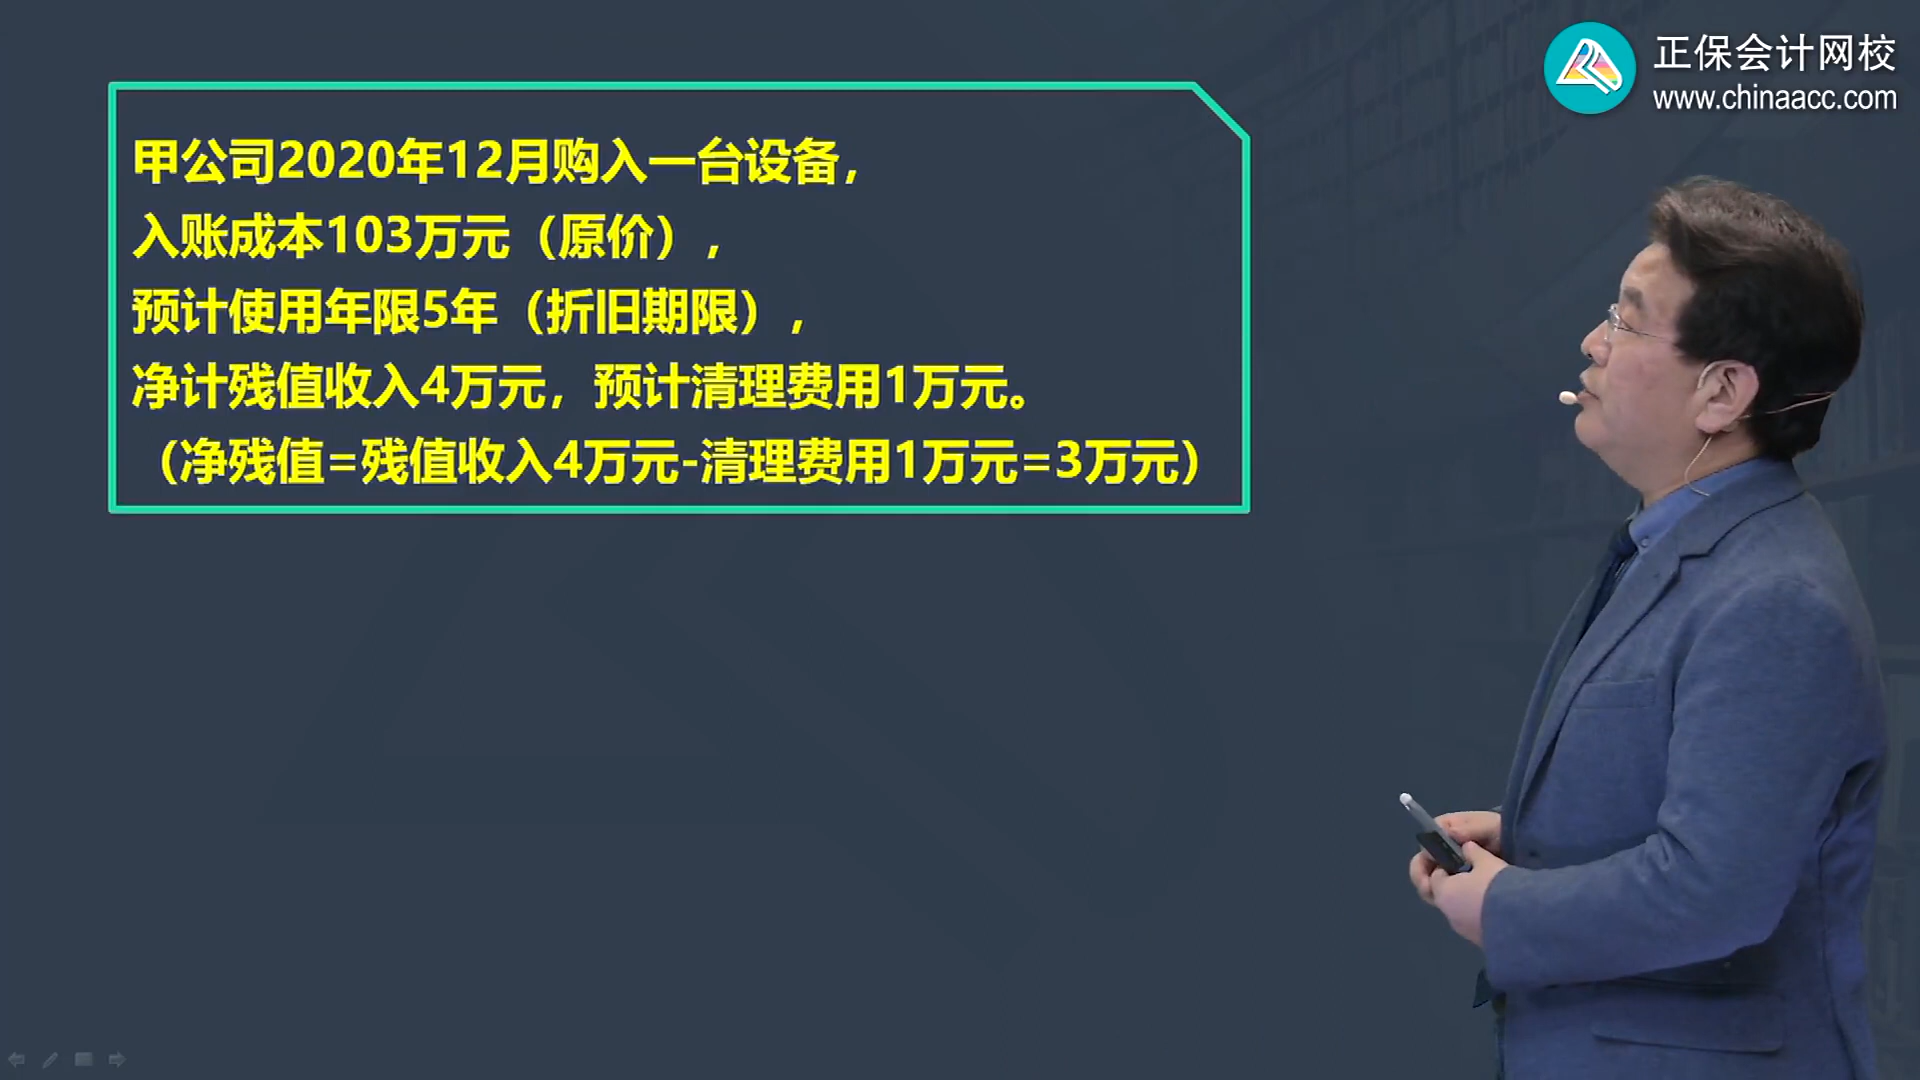 正保会计网校
www.chinaacc.com
甲公司2020年12月购入一台设备，
入账成本103万元（原价），
预计使用年限5年（折旧期限），
净计残值收入4万元，预计清理费用1万元。
（净残值=残值收入4万元-清理费用1万元=3万元）